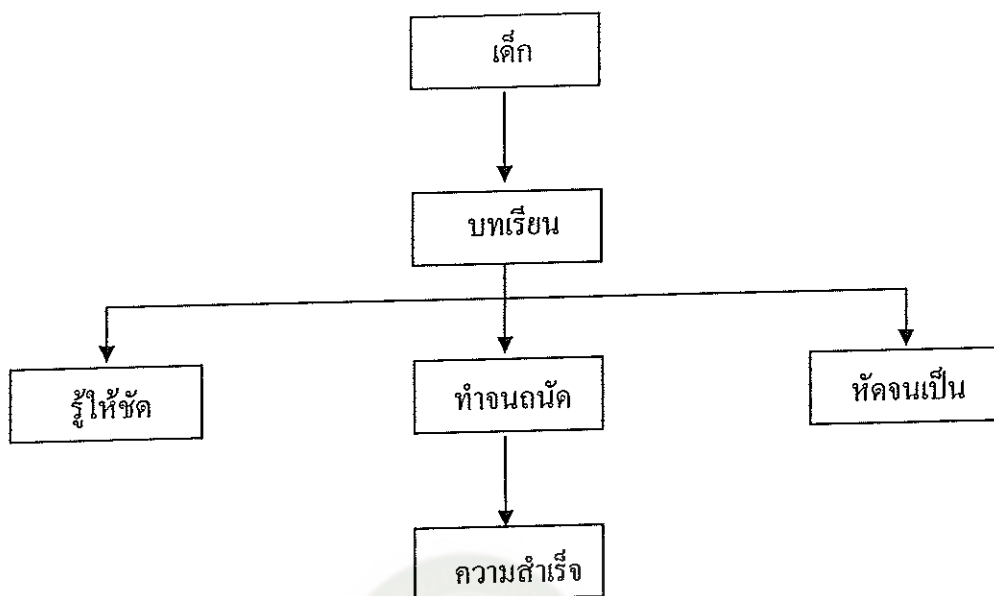 เด็ก
บทเรียน
รู้ให้ชัด
ทำจนถนัด
หัดจนเป็น
ความสำเร็จ